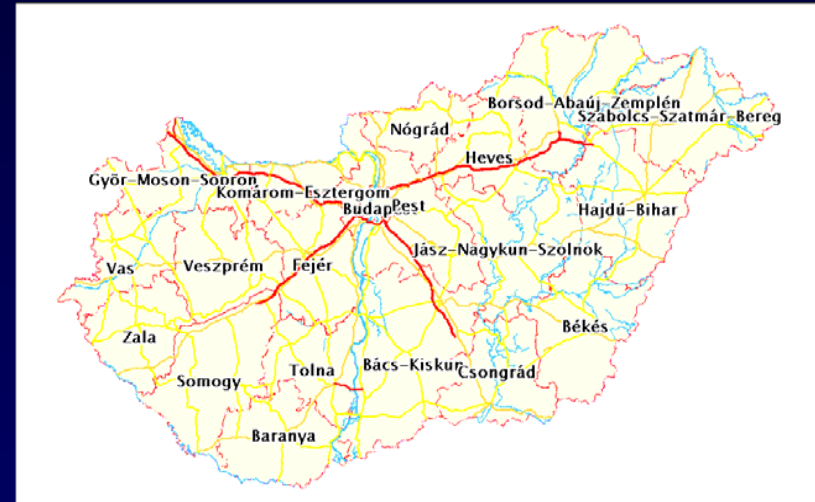 Borsod-Abaúj-Zemplén
Szabolcs-Szatmár-Bereg
Nógrád
Heves
Győr-Moson-Sopron
Komárom-Esztergom
Pest
Hajdú-Bihar
Jász-Nagykun-Szolnok
Vas
Veszprém
Fejér
Zala
Békés
Somogy
Tolna
Bács-Kiskun
Csongrád
Baranya